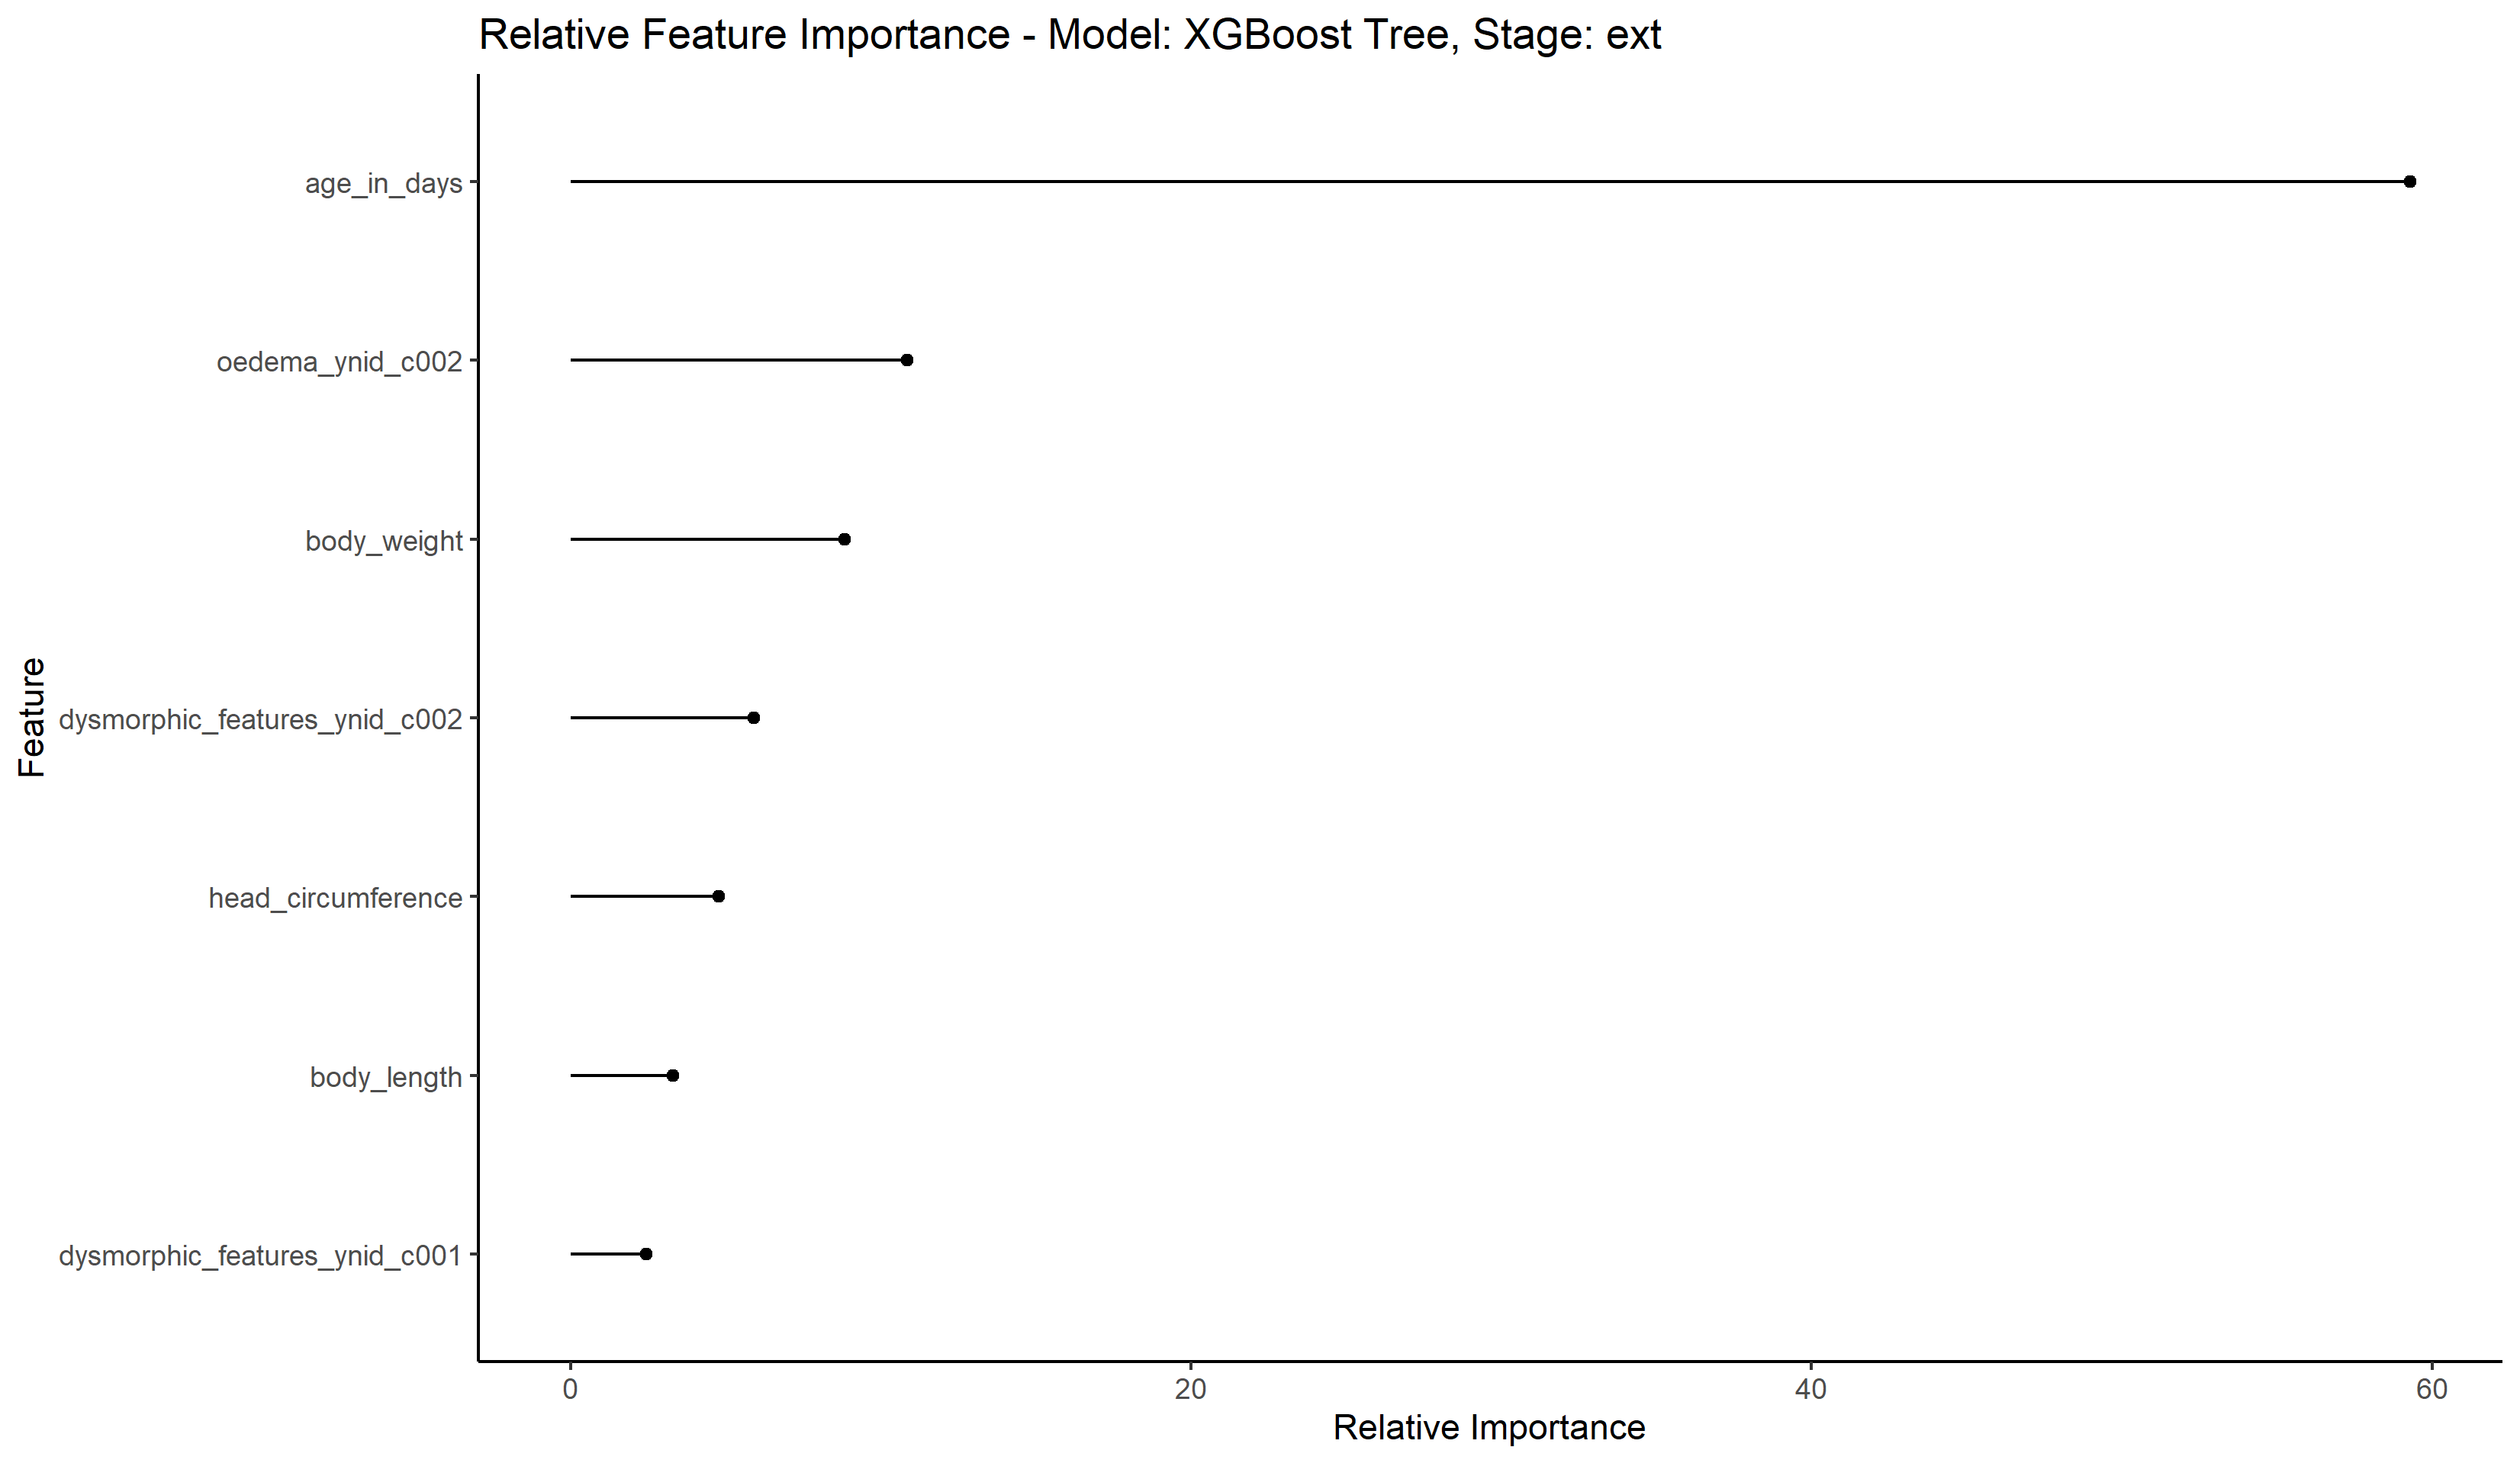 Relative Feature Importance - Model: XGBoost Tree, Stage: ext
age_in_days
oedema_ynid_c002
body_weight
dysmorphic_features_ynid_c002
head_circumference
body_length
dysmorphic_features_ynid_c001
Feature
0 20 40 60
Relative Importance